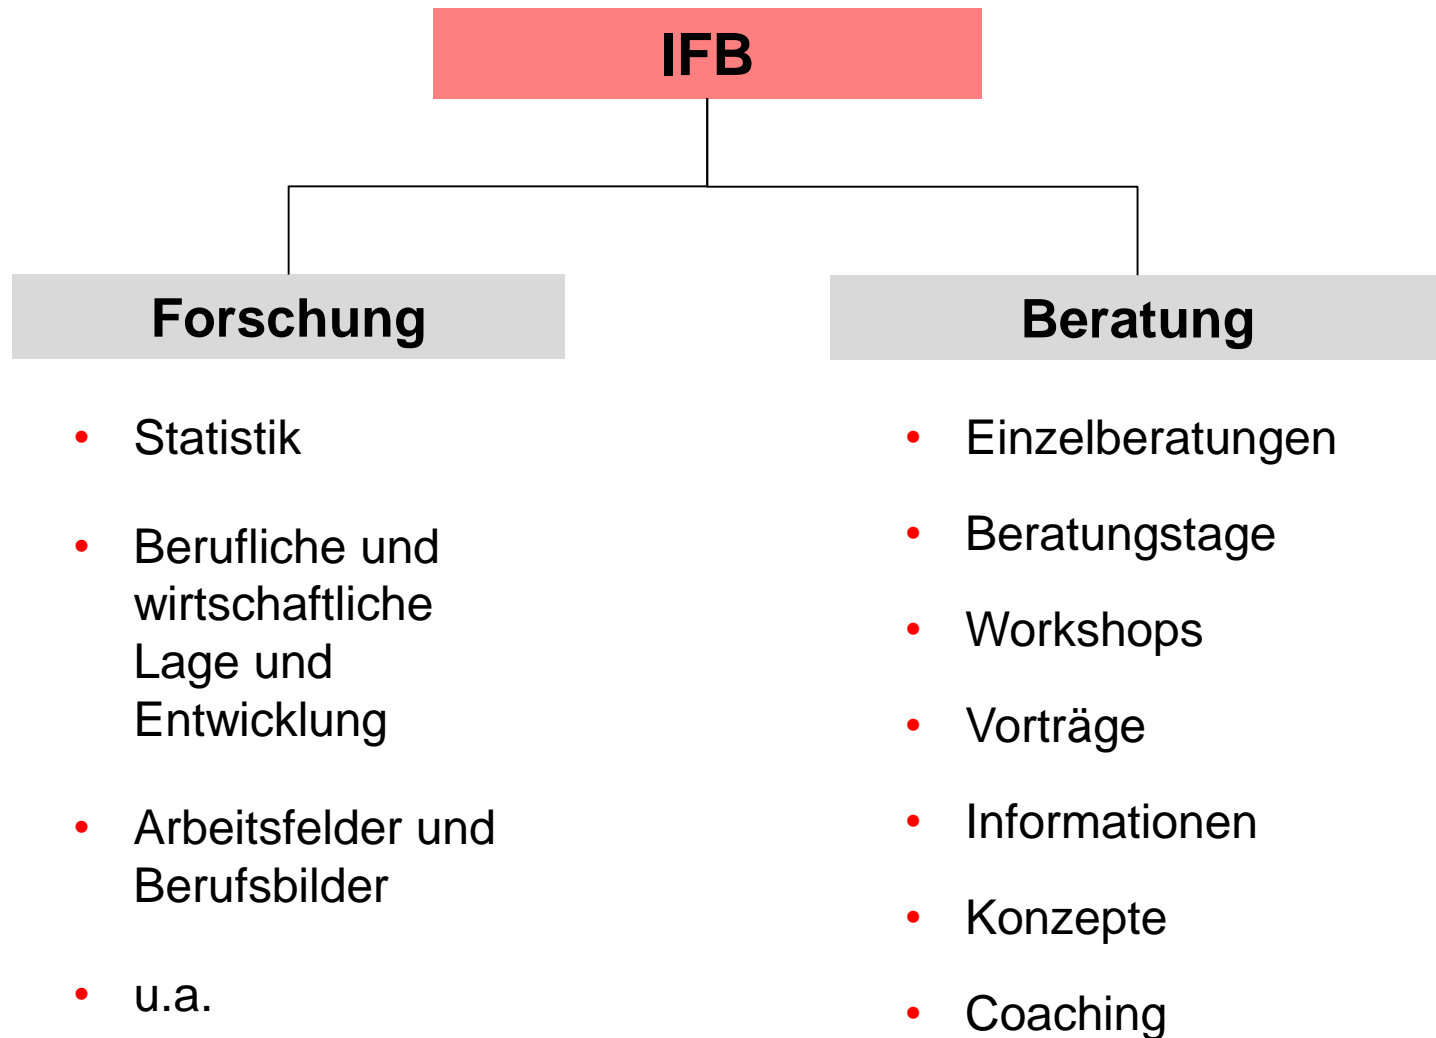 IFB
Forschung
• Statistik
• Berufliche und
wirtschaftliche
Lage und
Entwicklung
• Arbeitsfelder und
Berufsbilder
• u.a.
Beratung
• Einzelberatungen
• Beratungstage
• Workshops
• Vorträge
• Informationen
• Konzepte
• Coaching